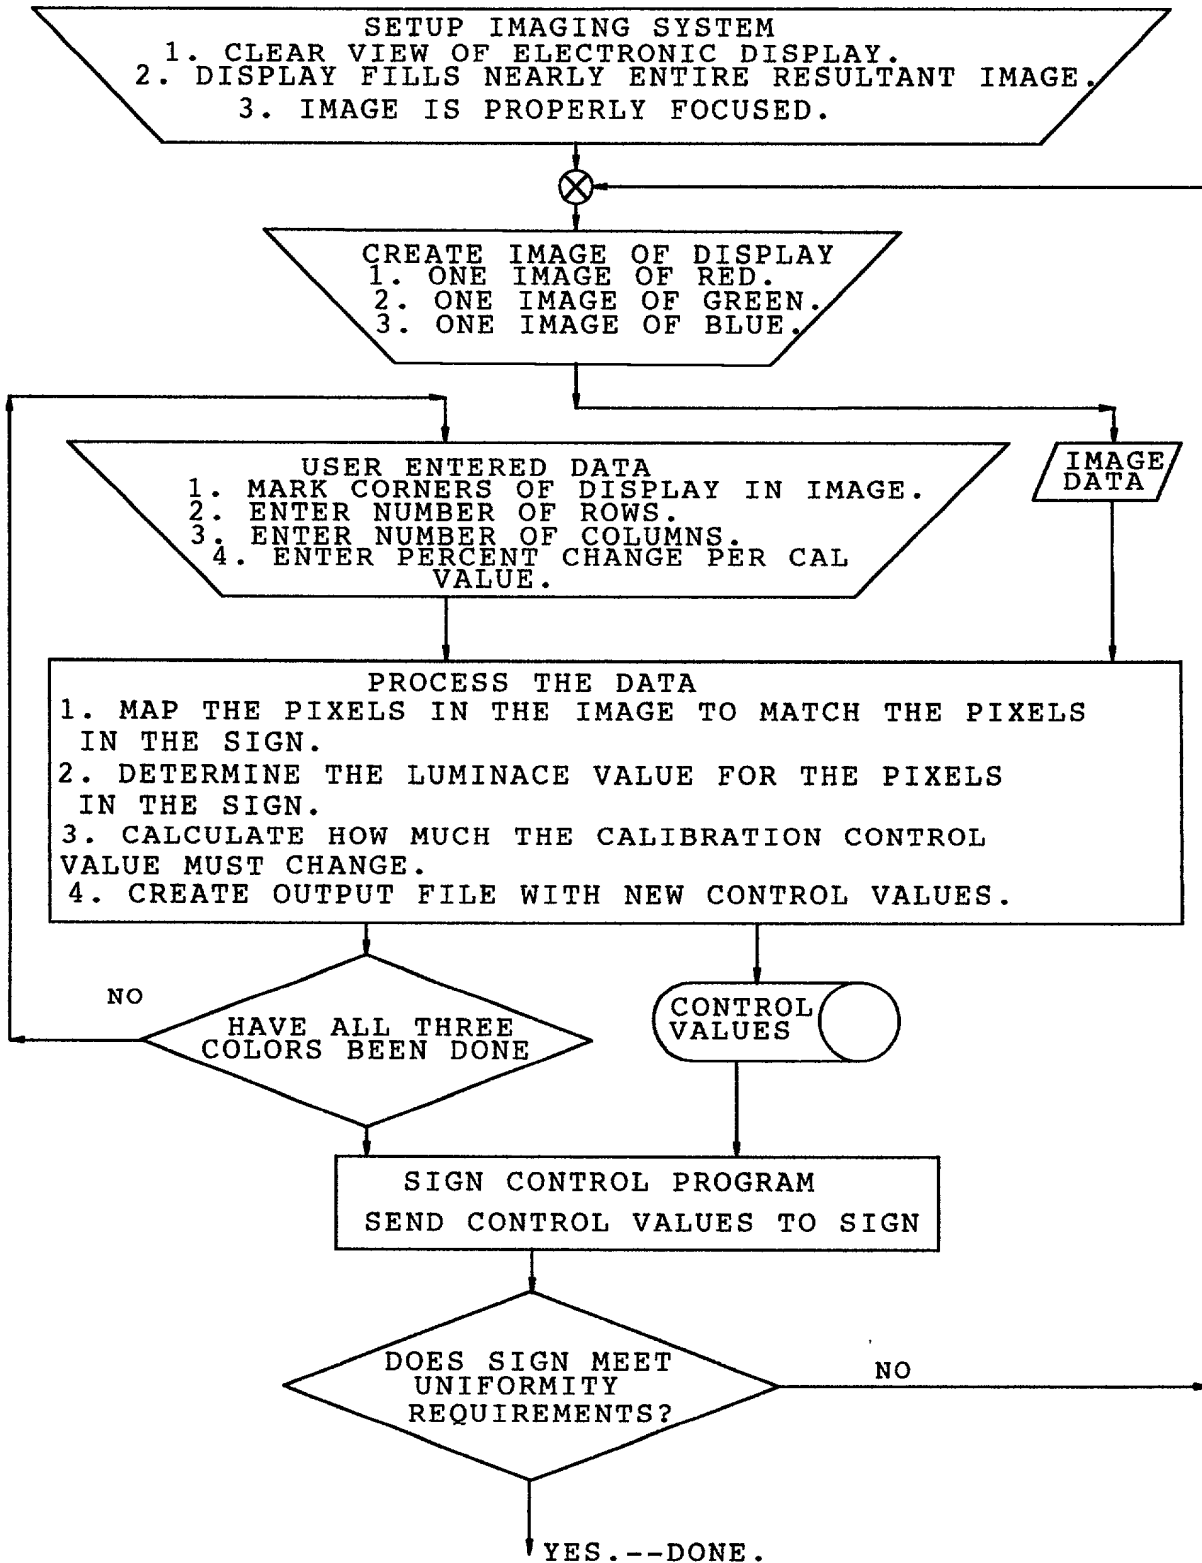 SETUP IMAGING SYSTEM
1. CLEAR VIEW OF ELECTRONIC DISPLAY.
2. DISPLAY FILLS NEARLY ENTIRE RESULTANT IMAGE.
3. IMAGE IS PROPERLY FOCUSED.
CREATE IMAGE OF DISPLAY
1. ONE IMAGE OF RED.
2. ONE IMAGE OF GREEN.
3. ONE IMAGE OF BLUE.
USER ENTERED DATA
1. MARK CORNERS OF DISPLAY IN IMAGE.
2. ENTER NUMBER OF ROWS.
3. ENTER NUMBER OF COLUMNS.
4. ENTER PERCENT CHANGE PER CAL
VALUE.
IMAGE
DATA
PROCESS THE DATA
1. MAP THE PIXELS IN THE IMAGE TO MATCH THE PIXELS
IN THE SIGN.
2. DETERMINE THE LUMINACE VALUE FOR THE PIXELS
IN THE SIGN.
3. CALCULATE HOW MUCH THE CALIBRATION CONTROL
VALUE MUST CHANGE.
4. CREATE OUTPUT FILE WITH NEW CONTROL VALUES.
NO
HAVE ALL THREE
COLORS BEEN DONE
CONTROL
VALUES
SIGN CONTROL PROGRAM
SEND CONTROL VALUES TO SIGN
DOES SIGN MEET
UNIFORMITY
REQUIREMENTS?
NO
YES.--DONE.